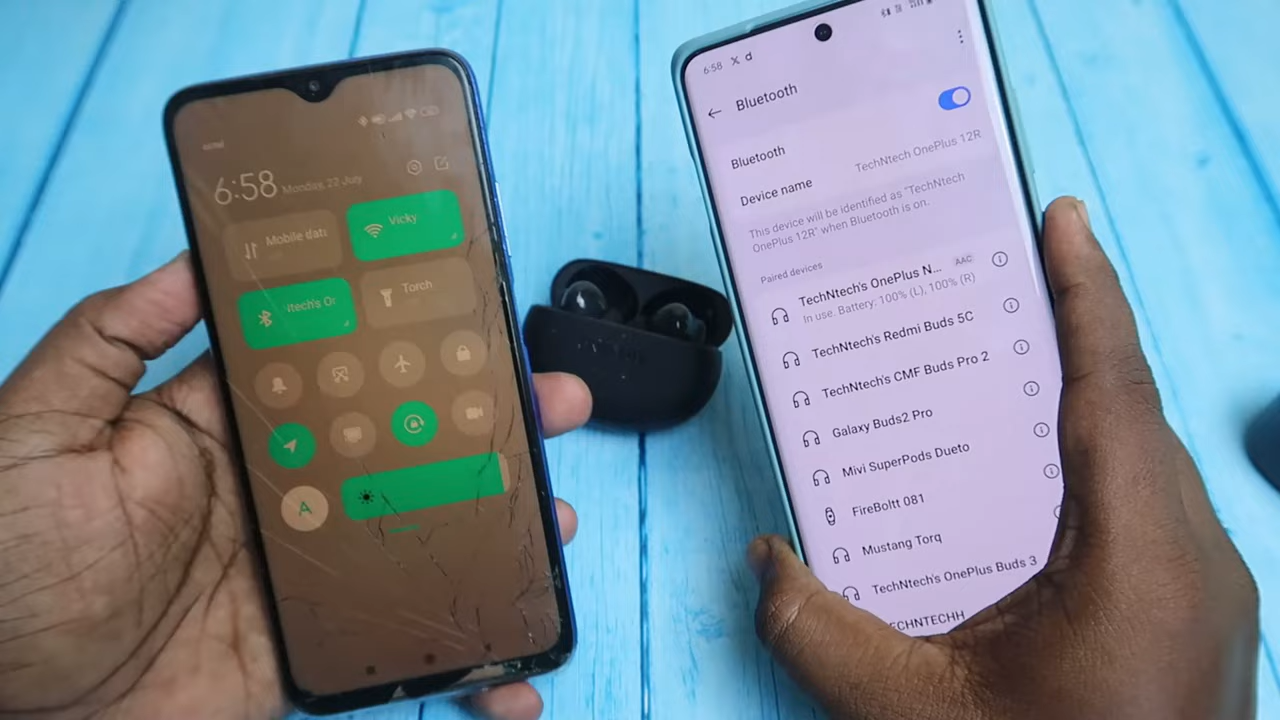 6:58 Monday, 22 July
Mobile data
Vicky
Torch
A
6:58 X d
Bluetooth
Bluetooth
Device name
TechNtech OnePlus 12R
This device will be identified as "TechNtech
OnePlus 12R" when Bluetooth is on.
Paired devices
TechNtech's OnePlus N... AAC
In use. Battery: 100% (L), 100% (R)
TechNtech's Redmi Buds 5C
TechNtech's CMF Buds Pro 2
Galaxy Buds2 Pro
Mivi SuperPods Dueto
FireBoltt 081
Mustang Torq
TechNtech's OnePlus Buds 3